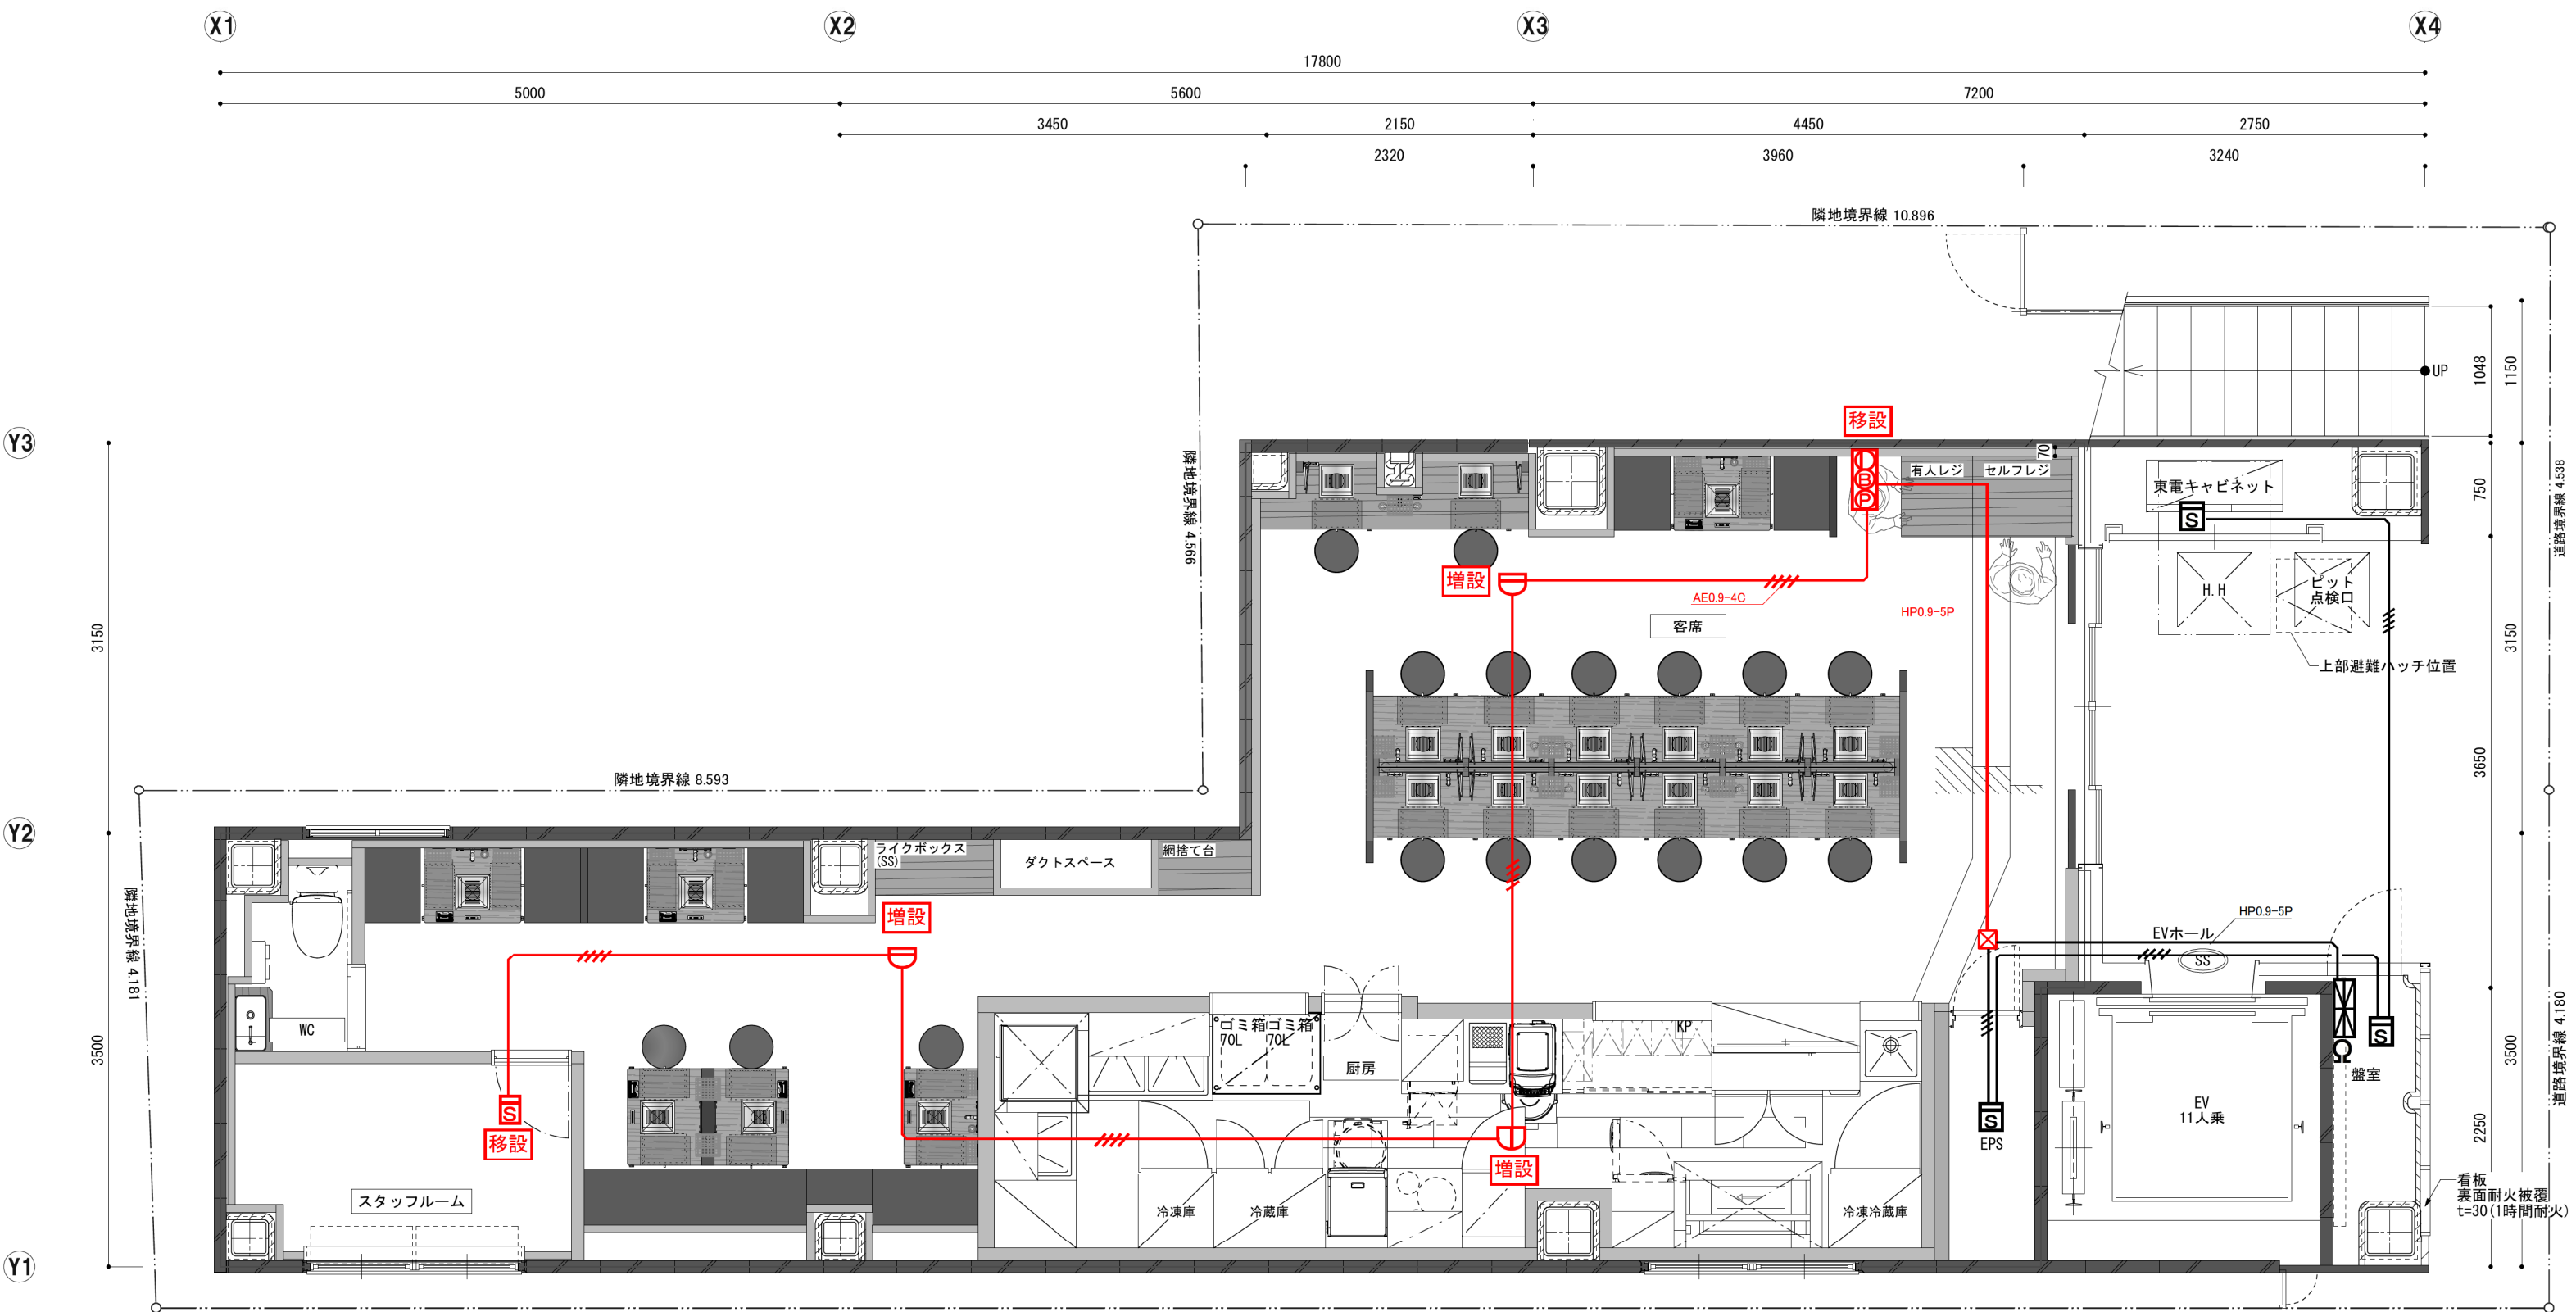 X1
X2
X3
X4
17800
5000
5600
7200
3450
2150
4450
2750
2320
3960
3240
隣地境界線 10.896
UP
1048
1150
移設
Y3
70
有人レジ
セルフレジ
東電キャビネット
S
B
P
750
道路境界線 4.538
隣地境界線 4.566
増設
AE0.9-4C
HP0.9-5P
H.H
ピット
点検口
客席
上部避難ハッチ位置
3150
3150
3650
隣地境界線 8.593
Y2
ライクボックス
(SS)
ダクトスペース
網捨て台
増設
HP0.9-5P
EVホール
SS
隣地境界線 4.181
WC
ゴミ箱
70L
ゴミ箱
70L
KP
厨房
S
Ω
盤室
3500
3500
道路境界線 4.180
S
移設
S
EPS
EV
11人乗
2250
増設
スタッフルーム
冷凍庫
冷蔵庫
冷凍冷蔵庫
看板
裏面耐火被覆
t=30(1時間耐火)
Y1